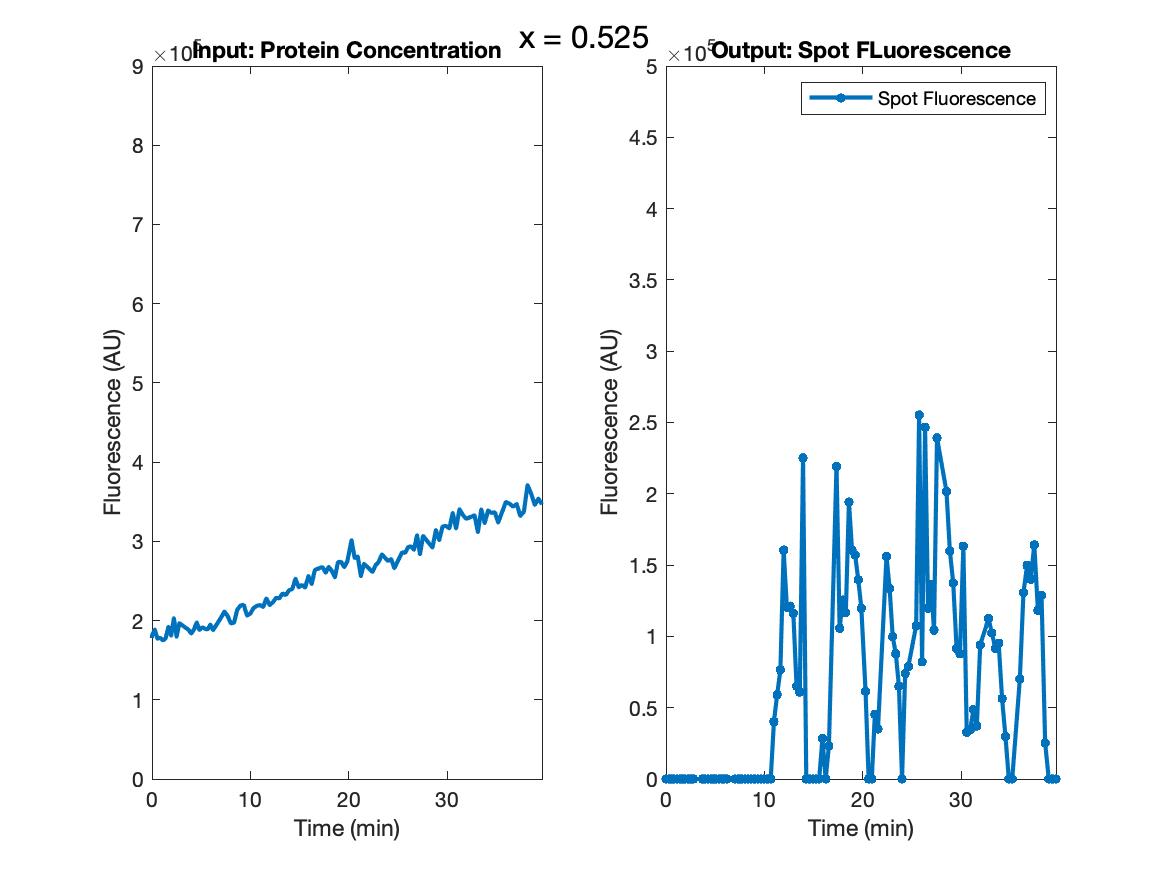 x = 0.525
×10⁵
Input: Protein Concentration
9
8
7
6
5
4
3
2
1
0
Fluorescence (AU)
0 10 20 30
Time (min)
×10⁵
Output: Spot FLuorescence
Spot Fluorescence
5
4.5
4
3.5
3
2.5
2
1.5
1
0.5
0
Fluorescence (AU)
0 10 20 30
Time (min)